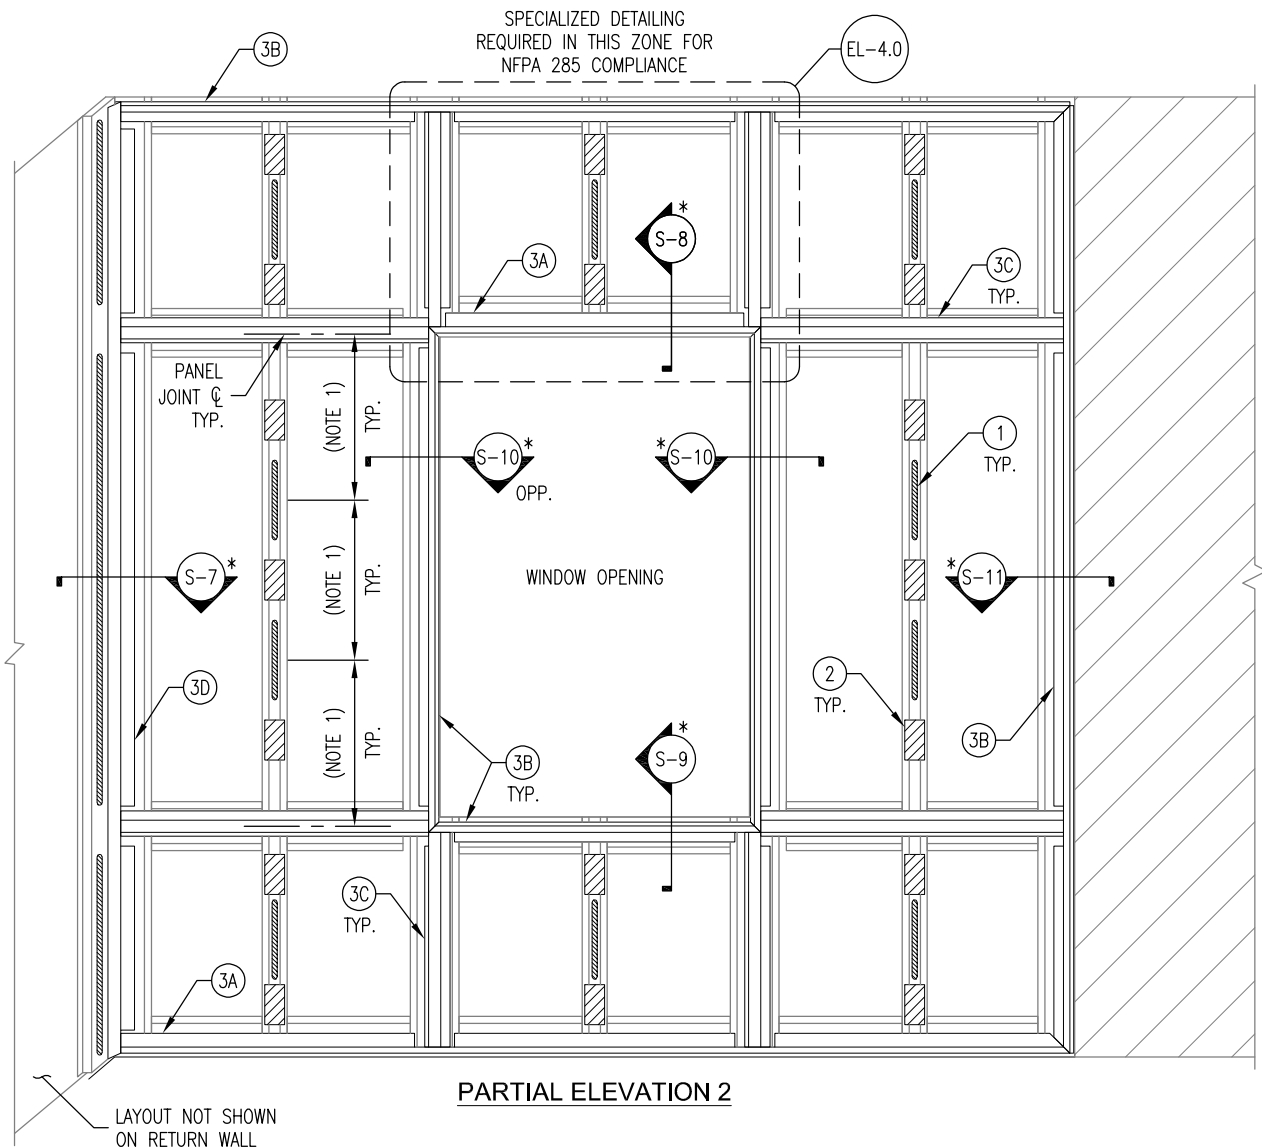 SPECIALIZED DETAILING
REQUIRED IN THIS ZONE FOR
NFPA 285 COMPLIANCE
EL-4.0
3B
S-8
*
3A
3C
TYP.
PANEL
JOINT ℄
TYP.
(NOTE 1)
TYP.
1
TYP.
S-10
*
OPP.
*
S-10
S-7
*
(NOTE 1)
TYP.
WINDOW OPENING
*
S-11
3D
2
TYP.
(NOTE 1)
TYP.
3B
TYP.
S-9
*
3B
3C
TYP.
3A
PARTIAL ELEVATION 2
LAYOUT NOT SHOWN
ON RETURN WALL